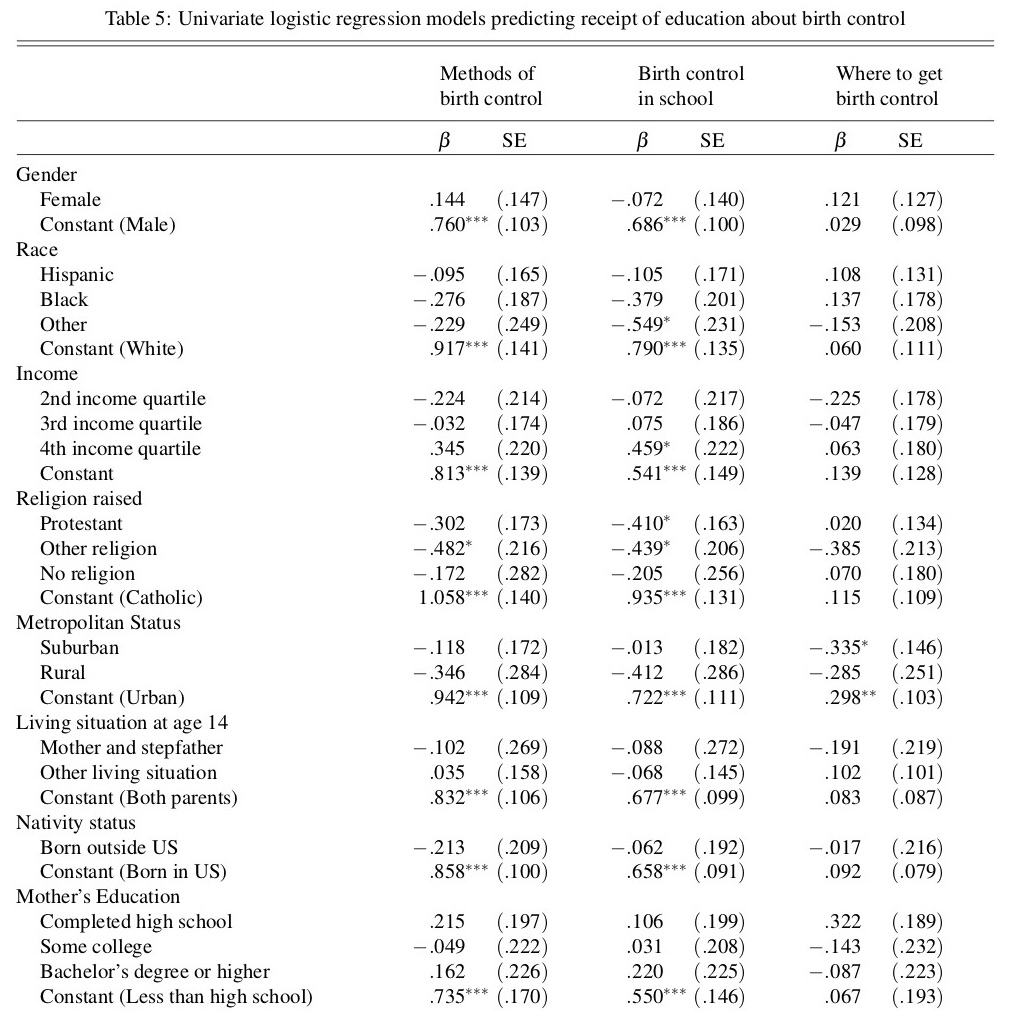 Table 5: Univariate logistic regression models predicting receipt of education about birth control
Methods of birth control Birth control in school Where to get birth control
β SE β SE β SE
Gender
Female .144 (.147) −.072 (.140) .121 (.127)
Constant (Male) .760*** (.103) .686*** (.100) .029 (.098)
Race
Hispanic −.095 (.165) −.105 (.171) .108 (.131)
Black −.276 (.187) −.379 (.201) .137 (.178)
Other −.229 (.249) −.549* (.231) −.153 (.208)
Constant (White) .917*** (.141) .790*** (.135) .060 (.111)
Income
2nd income quartile −.224 (.214) −.072 (.217) −.225 (.178)
3rd income quartile −.032 (.174) .075 (.186) −.047 (.179)
4th income quartile .345 (.220) .459* (.222) .063 (.180)
Constant .813*** (.139) .541*** (.149) .139 (.128)
Religion raised
Protestant −.302 (.173) −.410* (.163) .020 (.134)
Other religion −.482* (.216) −.439* (.206) −.385 (.213)
No religion −.172 (.282) −.205 (.256) .070 (.180)
Constant (Catholic) 1.058*** (.140) .935*** (.131) .115 (.109)
Metropolitan Status
Suburban −.118 (.172) −.013 (.182) −.335* (.146)
Rural −.346 (.284) −.412 (.286) −.285 (.251)
Constant (Urban) .942*** (.109) .722*** (.111) .298** (.103)
Living situation at age 14
Mother and stepfather −.102 (.269) −.088 (.272) −.191 (.219)
Other living situation .035 (.158) −.068 (.145) .102 (.101)
Constant (Both parents) .832*** (.106) .677*** (.099) .083 (.087)
Nativity status
Born outside US −.213 (.209) −.062 (.192) −.017 (.216)
Constant (Born in US) .858*** (.100) .658*** (.091) .092 (.079)
Mother's Education
Completed high school .215 (.197) .106 (.199) .322 (.189)
Some college −.049 (.222) .031 (.208) −.143 (.232)
Bachelor's degree or higher .162 (.226) .220 (.225) −.087 (.223)
Constant (Less than high school) .735*** (.170) .550*** (.146) .067 (.193)